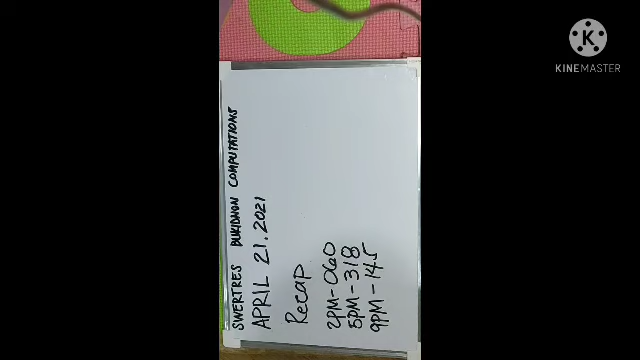 SWERTRES BUKIDNON COMPUTATIONS
APRIL 21. 2021
Recap
2PM - 060
5PM - 318
9PM - 145
K
KINEMASTER